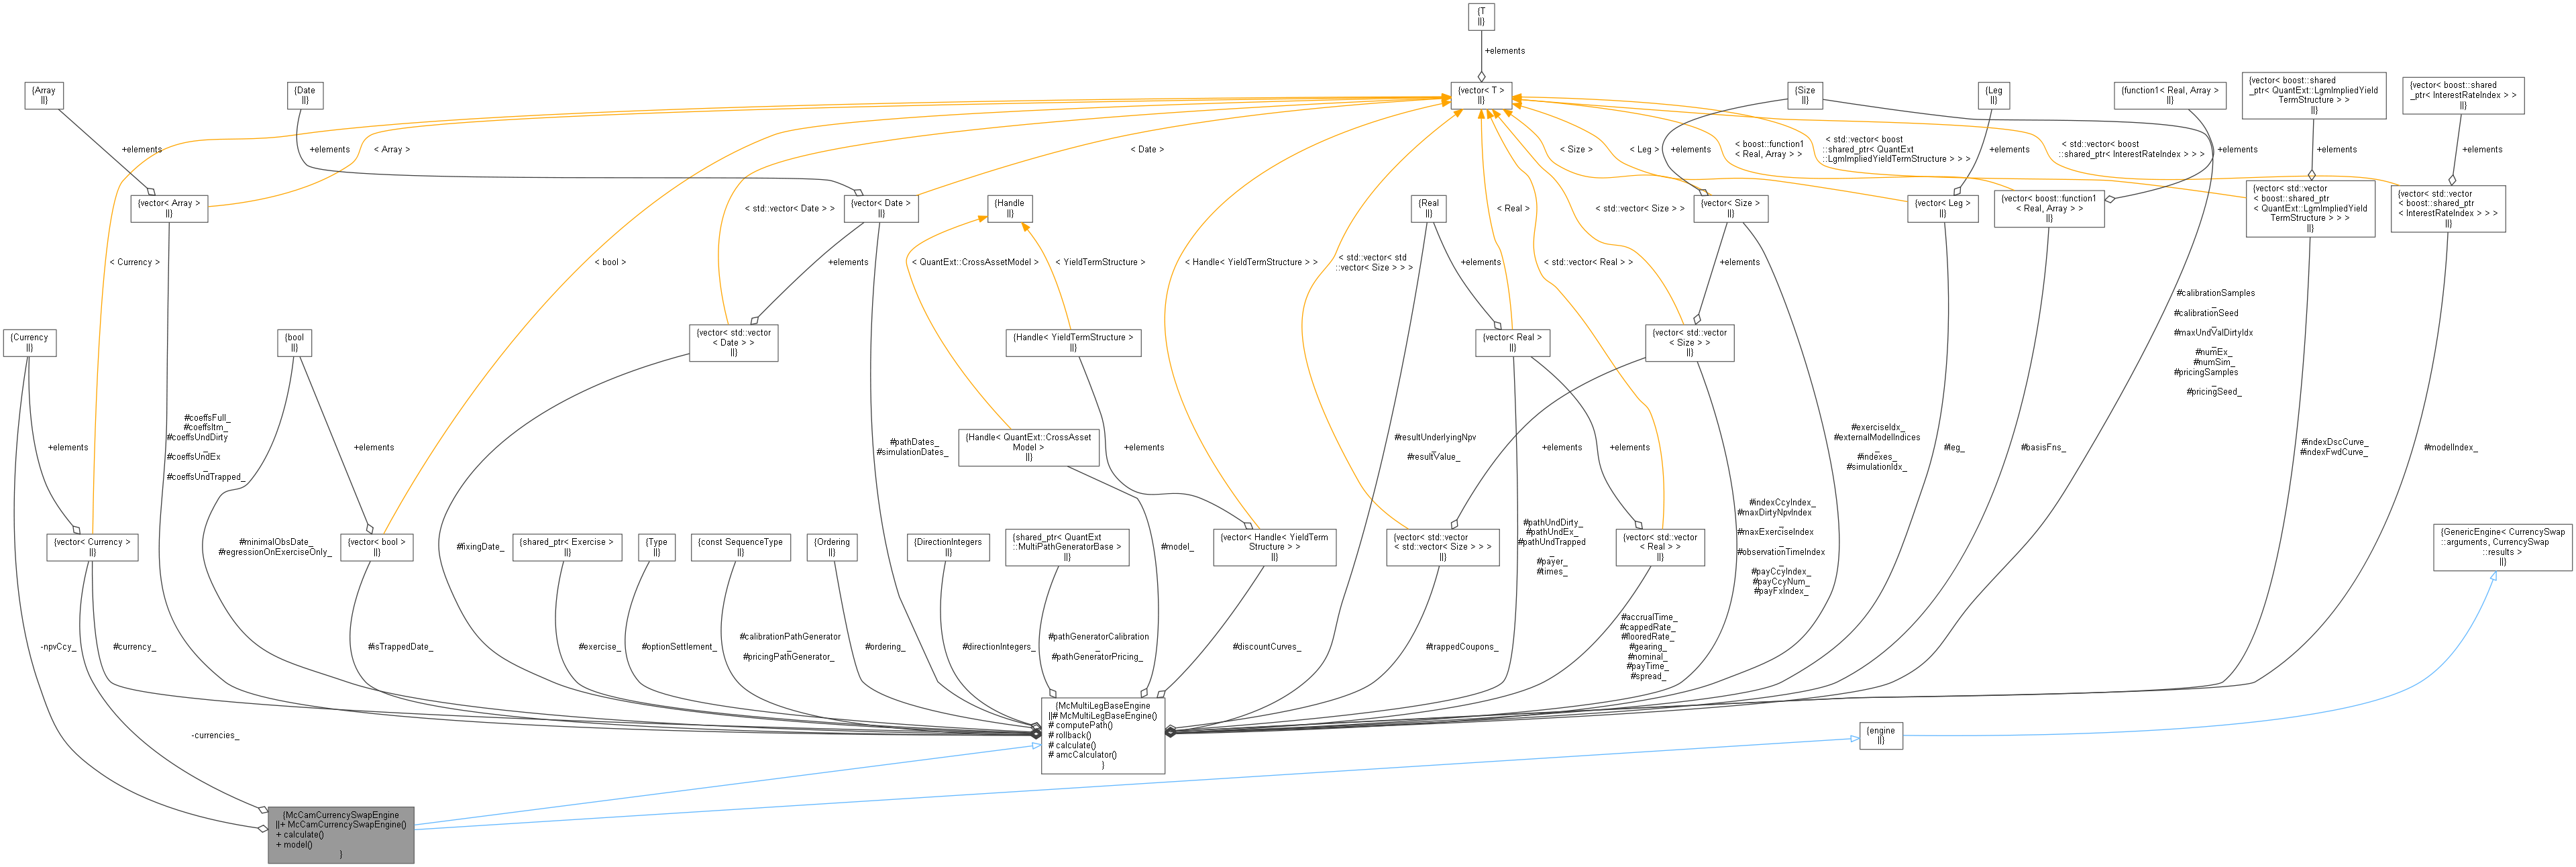 {T
||}
+elements
{Array
||}
{Date
||}
{vector< T >
||}
{Size
||}
{Leg
||}
{function1< Real, Array >
||}
{vector< boost::shared
_ptr< QuantExt::LgmImpliedYield
TermStructure > >
||}
{vector< boost::shared
_ptr< InterestRateIndex > >
||}
+elements
< Array >
+elements
< Date >
< Size >
+elements
< Leg >
+elements
< boost::function1
< Real, Array > >
< std::vector< boost
::shared_ptr< QuantExt
::LgmImpliedYieldTermStructure > > >
+elements
+elements
< std::vector< boost
::shared_ptr< InterestRateIndex > > >
+elements
{vector< Array >
||}
{vector< Date >
||}
{Handle
||}
{Real
||}
{vector< Size >
||}
{vector< Leg >
||}
{vector< boost::function1
< Real, Array > >
||}
{vector< std::vector
< boost::shared_ptr
< QuantExt::LgmImpliedYield
TermStructure > > >
||}
{vector< std::vector
< boost::shared_ptr
< InterestRateIndex > > >
||}
< std::vector< Date > >
< Real >
< std::vector< Size > >
< Currency >
< bool >
+elements
< QuantExt::CrossAssetModel >
< YieldTermStructure >
< Handle< YieldTermStructure > >
< std::vector< std
::vector< Size > > >
+elements
< std::vector< Real > >
+elements
#calibrationSamples
_
#calibrationSeed
_
#maxUndValDirtyIdx
_
#numEx_
#numSim_
#pricingSamples
_
#pricingSeed_
{Currency
||}
{bool
||}
{vector< std::vector
< Date > >
||}
{Handle< YieldTermStructure >
||}
{vector< Real >
||}
{vector< std::vector
< Size > >
||}
+elements
#coeffsFull_
#coeffsItm_
#coeffsUndDirty
_
#coeffsUndEx
_
#coeffsUndTrapped_
+elements
#pathDates_
#simulationDates_
{Handle< QuantExt::CrossAsset
Model >
||}
+elements
#resultUnderlyingNpv
_
#resultValue_
+elements
+elements
#exerciseIdx_
#externalModelIndices
_
#indexes_
#simulationIdx_
#leg_
#basisFns_
#indexDscCurve_
#indexFwdCurve_
#modelIndex_
{vector< Currency >
||}
#minimalObsDate_
#regressionOnExerciseOnly_
{vector< bool >
||}
#fixingDate_
{shared_ptr< Exercise >
||}
{Type
||}
{const SequenceType
||}
{Ordering
||}
{DirectionIntegers
||}
{shared_ptr< QuantExt
::MultiPathGeneratorBase >
||}
#model_
{vector< Handle< YieldTerm
Structure > >
||}
{vector< std::vector
< std::vector< Size > > >
||}
#pathUndDirty_
#pathUndEx_
#pathUndTrapped
_
#payer_
#times_
{vector< std::vector
< Real > >
||}
#indexCcyIndex_
#maxDirtyNpvIndex
_
#maxExerciseIndex
_
#observationTimeIndex
_
#payCcyIndex_
#payCcyNum_
#payFxIndex_
{GenericEngine< CurrencySwap
::arguments, CurrencySwap
::results >
||}
-npvCcy_
#currency_
#isTrappedDate_
#exercise_
#optionSettlement_
#calibrationPathGenerator
_
#pricingPathGenerator_
#ordering_
#directionIntegers_
#pathGeneratorCalibration
_
#pathGeneratorPricing_
#discountCurves_
#trappedCoupons_
#accrualTime_
#cappedRate_
#flooredRate_
#gearing_
#nominal_
#payTime_
#spread_
-currencies_
{McMultiLegBaseEngine
||# McMultiLegBaseEngine()
# computePath()
# rollback()
# calculate()
# amcCalculator()
}
{engine
||}
{McCamCurrencySwapEngine
||+ McCamCurrencySwapEngine()
+ calculate()
+ model()
}